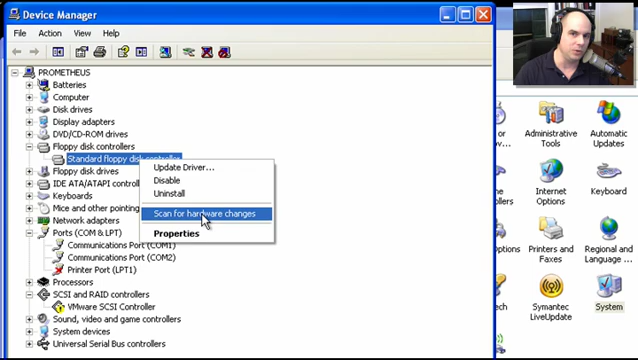 Device Manager
File Action View Help
PROMETHEUS
Batteries
Computer
Disk drives
Display adapters
DVD/CD-ROM drives
Floppy disk controllers
Standard floppy disk controller
Update Driver...
Floppy disk drives
Disable
IDE ATA/ATAPI controll
Uninstall
Keyboards
Mice and other pointing
Scan for hardware changes
Network adapters
Ports (COM & LPT)
Properties
Communications Port (COM1)
Communications Port (COM2)
Printer Port (LPT1)
Processors
SCSI and RAID controllers
VMware SCSI Controller
Sound, video and game controllers
System devices
Universal Serial Bus controllers
Administrative
Tools
Automatic
Updates
Internet
Options
Mouse
Printers and
Faxes
Regional and
Language ...
Symantec
LiveUpdate
System